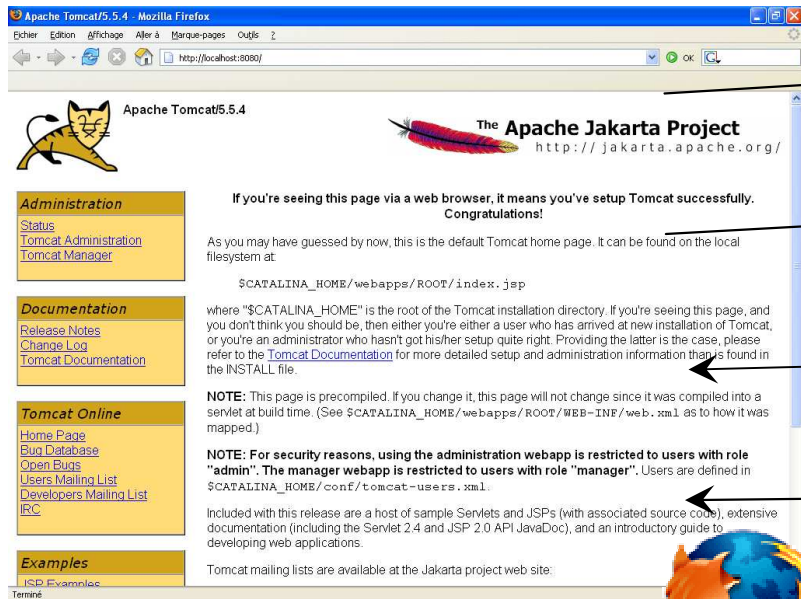 Apache Tomcat/5.5.4 - Mozilla Firefox
Fichier Edition Affichage Aller à Marque-pages Outils ?
http://localhost:8080/
OK
Apache Tomcat/5.5.4
The Apache Jakarta Project
http://jakarta.apache.org/
Administration
Status
Tomcat Administration
Tomcat Manager
Documentation
Release Notes
Change Log
Tomcat Documentation
Tomcat Online
Home Page
Bug Database
Open Bugs
Users Mailing List
Developers Mailing List
IRC
Examples
JSP Examples
If you're seeing this page via a web browser, it means you've setup Tomcat successfully.
Congratulations!
As you may have guessed by now, this is the default Tomcat home page. It can be found on the local
filesystem at:
$CATALINA_HOME/webapps/ROOT/index.jsp
where "$CATALINA_HOME" is the root of the Tomcat installation directory. If you're seeing this page, and
you don't think you should be, then either you're either a user who has arrived at new installation of Tomcat,
or you're an administrator who hasn't got his/her setup quite right. Providing the latter is the case, please
refer to the Tomcat Documentation for more detailed setup and administration information than is found in
the INSTALL file.
NOTE: This page is precompiled. If you change it, this page will not change since it was compiled into a
servlet at build time. (See $CATALINA_HOME/webapps/ROOT/WEB-INF/web.xml as to how it was
mapped.)
NOTE: For security reasons, using the administration webapp is restricted to users with role
"admin". The manager webapp is restricted to users with role "manager". Users are defined in
$CATALINA_HOME/conf/tomcat-users.xml.
Included with this release are a host of sample Servlets and JSPs (with associated source code), extensive
documentation (including the Servlet 2.4 and JSP 2.0 API JavaDoc), and an introductory guide to
developing web applications.
Tomcat mailing lists are available at the Jakarta project web site:
Terminé